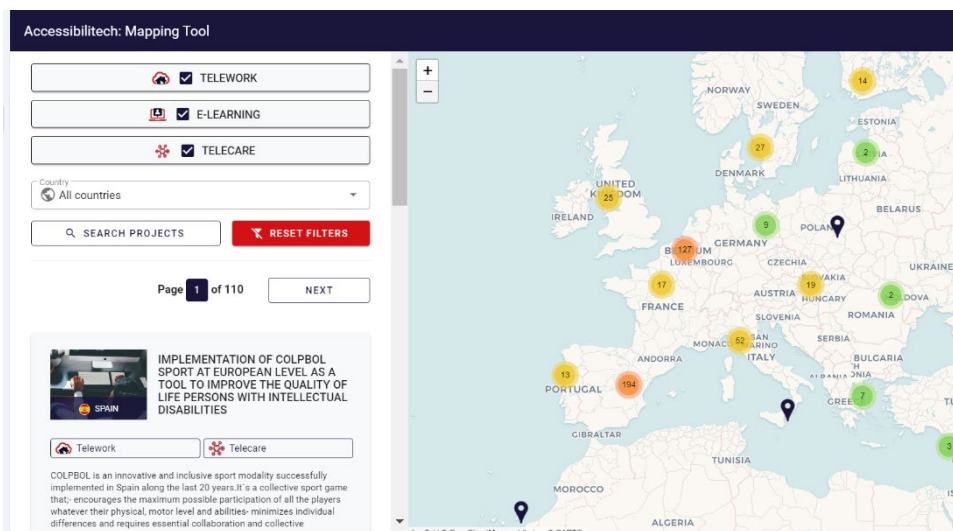 Accessibilitech: Mapping Tool
TELEWORK
E-LEARNING
TELECARE
Country
All countries
SEARCH PROJECTS
RESET FILTERS
Page 1 of 110
NEXT
IMPLEMENTATION OF COLPBOL
SPORT AT EUROPEAN LEVEL AS A
TOOL TO IMPROVE THE QUALITY OF
LIFE PERSONS WITH INTELLECTUAL
DISABILITIES
SPAIN
Telework
Telecare
COLPBOL is an innovative and inclusive sport modality successfully
implemented in Spain along the last 20 years.It´s a collective sport game
that;- encourages the maximum possible participation of all the players
whatever their physical, motor level and abilities- minimizes individual
differences and requires essential collaboration and collective
+
−
14
NORWAY
SWEDEN
ESTONIA
27
2
DENMARK
LITHUANIA
UNITED
25
IRELAND
BELARUS
9
POLAND
127
GERMANY
LUXEMBOURG
CZECHIA
UKRAINE
17
19
AUSTRIA
HUNGARY
2
FRANCE
SLOVENIA
ROMANIA
52
SAN
MARINO
SERBIA
ANDORRA
ITALY
BULGARIA
13
PORTUGAL
194
7
GIBRALTAR
3
TUNISIA
MOROCCO
ALGERIA